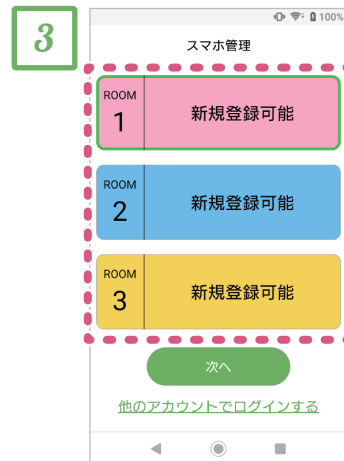 3
100%
スマホ管理
ROOM
1
新規登録可能
ROOM
2
新規登録可能
ROOM
3
新規登録可能
次へ
他のアカウントでログインする